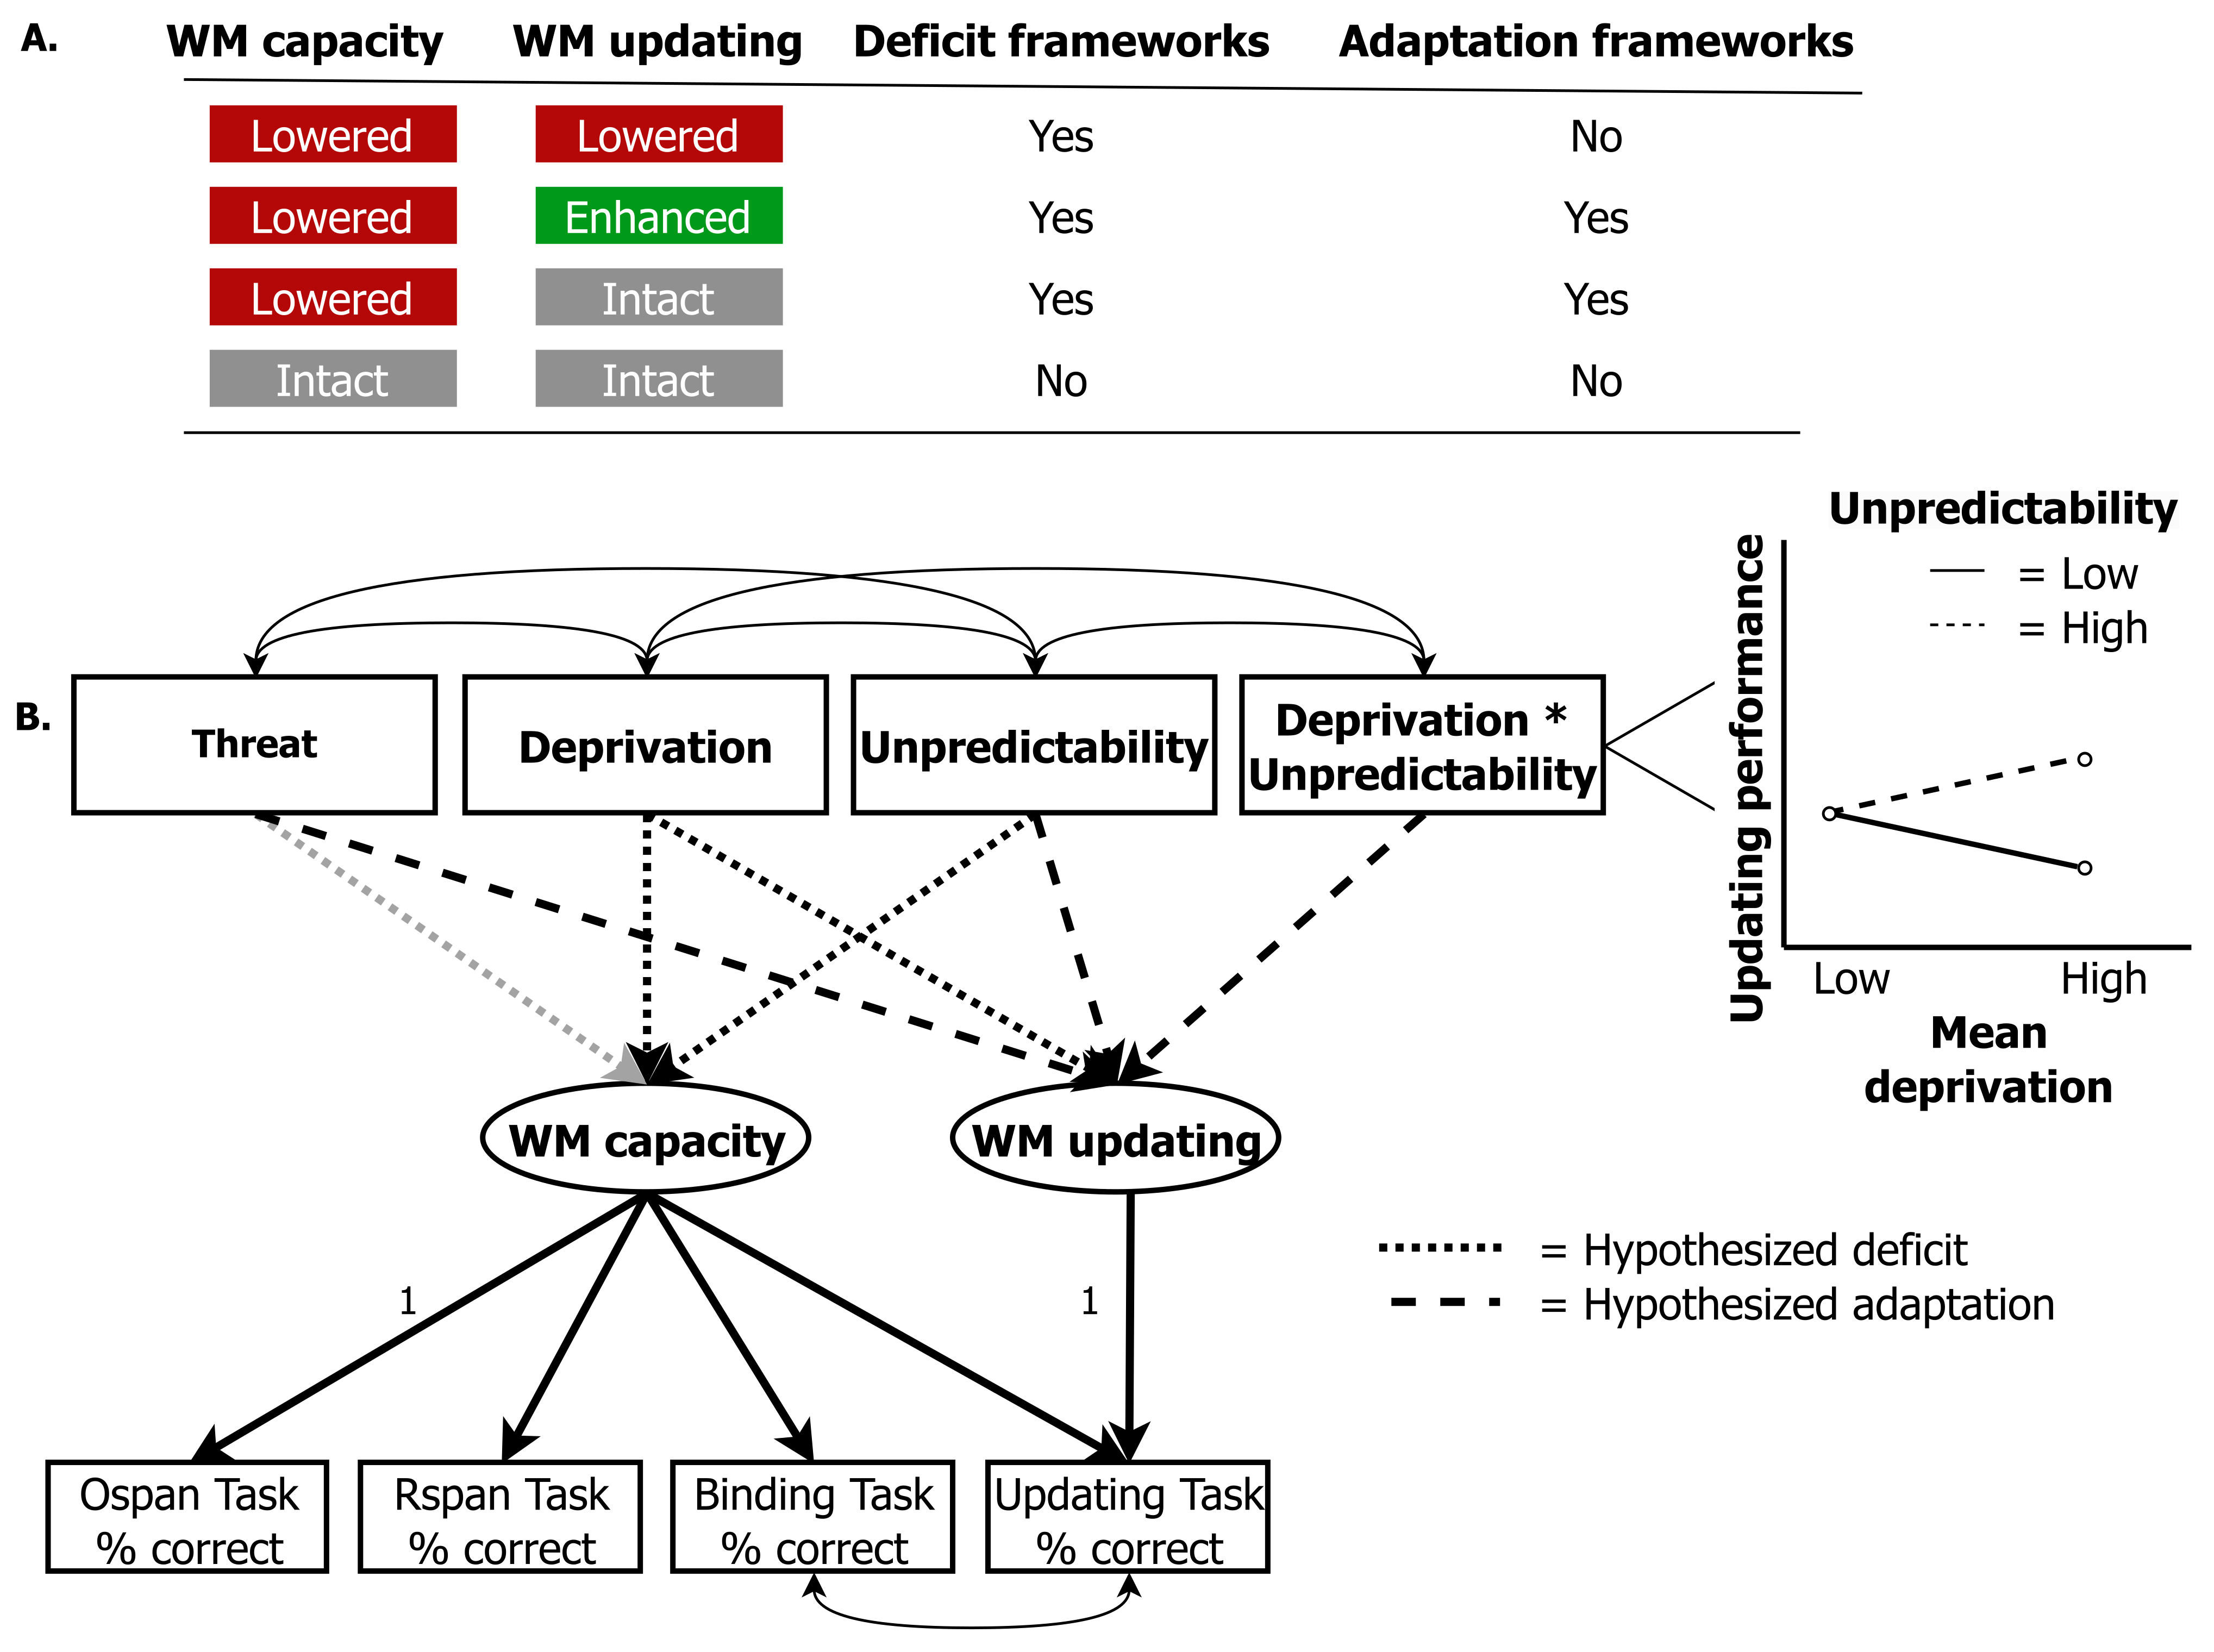 A. WM capacity WM updating Deficit frameworks Adaptation frameworks
Lowered Lowered Yes No
Lowered Enhanced Yes Yes
Lowered Intact Yes Yes
Intact Intact No No
B.
Threat
Deprivation
Unpredictability
Deprivation *
Unpredictability
Unpredictability
= Low
= High
Updating performance
Low High
Mean
deprivation
WM capacity
WM updating
= Hypothesized deficit
= Hypothesized adaptation
1
1
Ospan Task
% correct
Rspan Task
% correct
Binding Task
% correct
Updating Task
% correct